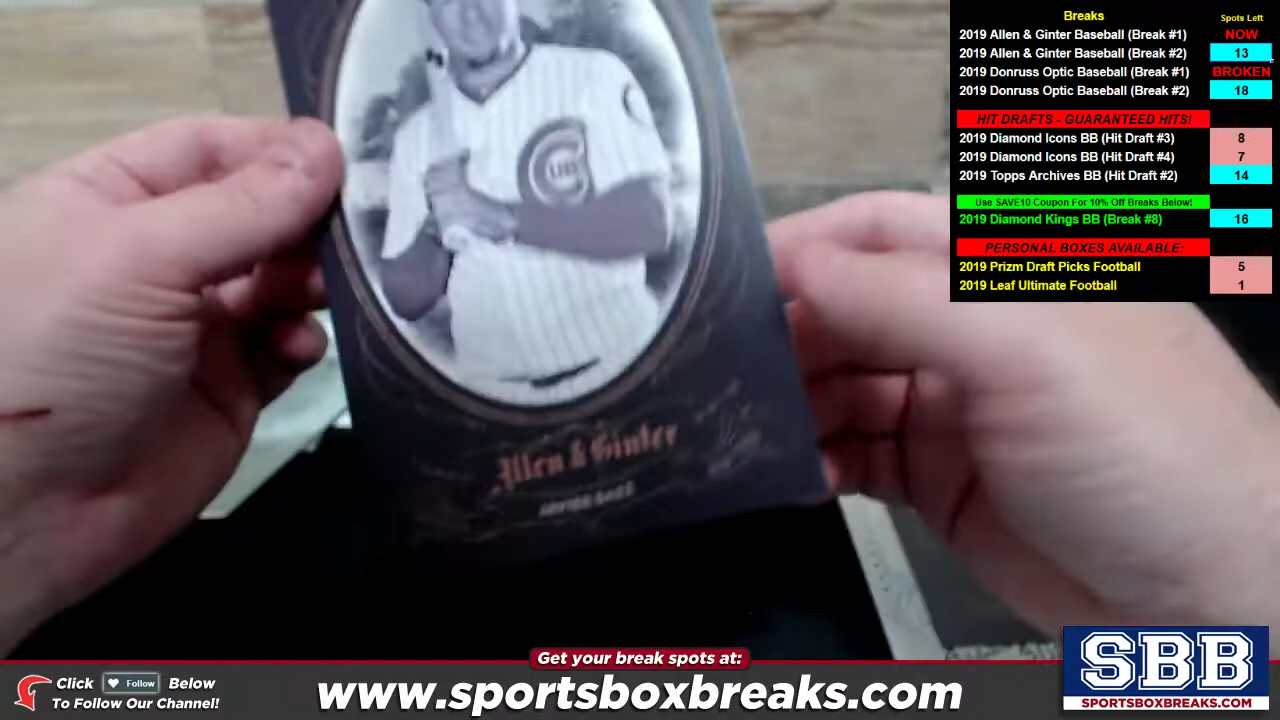 Breaks Spots Left
2019 Allen & Ginter Baseball (Break #1) NOW
2019 Allen & Ginter Baseball (Break #2) 13
2019 Donruss Optic Baseball (Break #1) BROKEN
2019 Donruss Optic Baseball (Break #2) 18
HIT DRAFTS - GUARANTEED HITS!
2019 Diamond Icons BB (Hit Draft #3) 8
2019 Diamond Icons BB (Hit Draft #4) 7
2019 Topps Archives BB (Hit Draft #2) 14
Use SAVE10 Coupon For 10% Off Breaks Below!
2019 Diamond Kings BB (Break #8) 16
PERSONAL BOXES AVAILABLE:
2019 Prizm Draft Picks Football 5
2019 Leaf Ultimate Football 1
CUBS
Allen & Ginter
Get your break spots at:
Click Follow Below
To Follow Our Channel!
www.sportsboxbreaks.com
SBB
SPORTSBOXBREAKS.COM